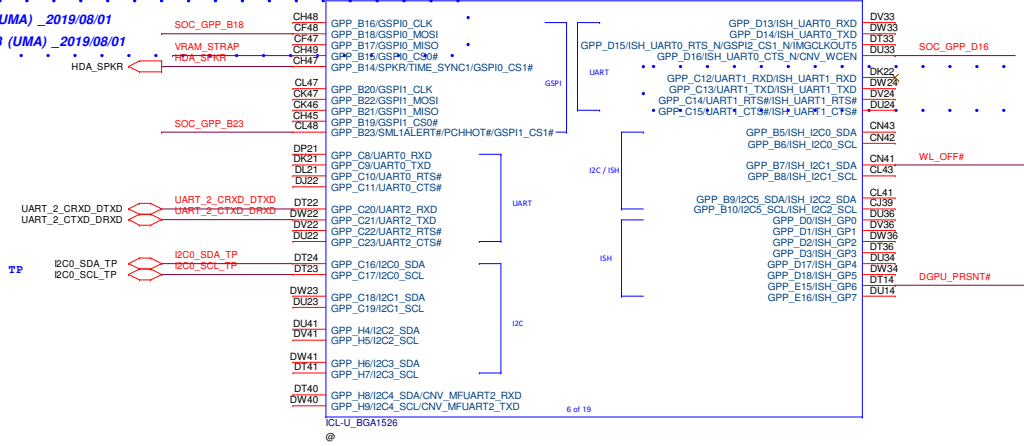 (UMA) _2019/08/01
3 (UMA) _2019/08/01
SOC_GPP_B18
VRAM_STRAP
HDA_SPKR
HDA_SPKR
SOC_GPP_B23
UART_2_CRXD_DTXD
UART_2_CRXD_DTXD
UART_2_CTXD_DRXD
UART_2_CTXD_DRXD
TP
I2C0_SDA_TP
I2C0_SDA_TP
I2C0_SCL_TP
I2C0_SCL_TP
CH48 GPP_B16/GSPI0_CLK
CF48 GPP_B18/GSPI0_MOSI
CF47 GPP_B17/GSPI0_MISO
CH49 GPP_B15/GSPI0_CS0#
CH47 GPP_B14/SPKR/TIME_SYNC1/GSPI0_CS1#
CL47 GPP_B20/GSPI1_CLK
CK47 GPP_B22/GSPI1_MOSI
CK46 GPP_B21/GSPI1_MISO
CH45 GPP_B19/GSPI1_CS0#
CL48 GPP_B23/SML1ALERT#/PCHHOT#/GSPI1_CS1#
DP21 GPP_C8/UART0_RXD
DK21 GPP_C9/UART0_TXD
DL21 GPP_C10/UART0_RTS#
DJ22 GPP_C11/UART0_CTS#
DT22 GPP_C20/UART2_RXD
DW22 GPP_C21/UART2_TXD
DV22 GPP_C22/UART2_RTS#
DU22 GPP_C23/UART2_CTS#
DT24 GPP_C16/I2C0_SDA
DT23 GPP_C17/I2C0_SCL
DW23 GPP_C18/I2C1_SDA
DU23 GPP_C19/I2C1_SCL
DU41 GPP_H4/I2C2_SDA
DV41 GPP_H5/I2C2_SCL
DW41 GPP_H6/I2C3_SDA
DT41 GPP_H7/I2C3_SCL
DT40 GPP_H8/I2C4_SDA/CNV_MFUART2_RXD
DW40 GPP_H9/I2C4_SCL/CNV_MFUART2_TXD
GSPI
UART
I2C
UART
I2C / ISH
ISH
GPP_D13/ISH_UART0_RXD DV33
GPP_D14/ISH_UART0_TXD DW33
GPP_D15/ISH_UART0_RTS_N/GSPI2_CS1_N/IMGCLKOUT5 DT33
GPP_D16/ISH_UART0_CTS_N/CNV_WCEN DU33
SOC_GPP_D16
GPP_C12/UART1_RXD/ISH_UART1_RXD DK22
GPP_C13/UART1_TXD/ISH_UART1_TXD DW24
GPP_C14/UART1_RTS#/ISH_UART1_RTS# DV24
GPP_C15/UART1_CTS#/ISH_UART1_CTS# DU24
GPP_B5/ISH_I2C0_SDA CN43
GPP_B6/ISH_I2C0_SCL CN42
GPP_B7/ISH_I2C1_SDA CN41
WL_OFF#
GPP_B8/ISH_I2C1_SCL CL43
GPP_B9/I2C5_SDA/ISH_I2C2_SDA CL41
GPP_B10/I2C5_SCL/ISH_I2C2_SCL CJ39
GPP_D0/ISH_GP0 DU36
GPP_D1/ISH_GP1 DV36
GPP_D2/ISH_GP2 DW36
GPP_D3/ISH_GP3 DT36
GPP_D17/ISH_GP4 DU34
GPP_D18/ISH_GP5 DW34
GPP_E15/ISH_GP6 DT14
DGPU_PRSNT#
GPP_E16/ISH_GP7 DU14
6 of 19
ICL-U_BGA1526
@